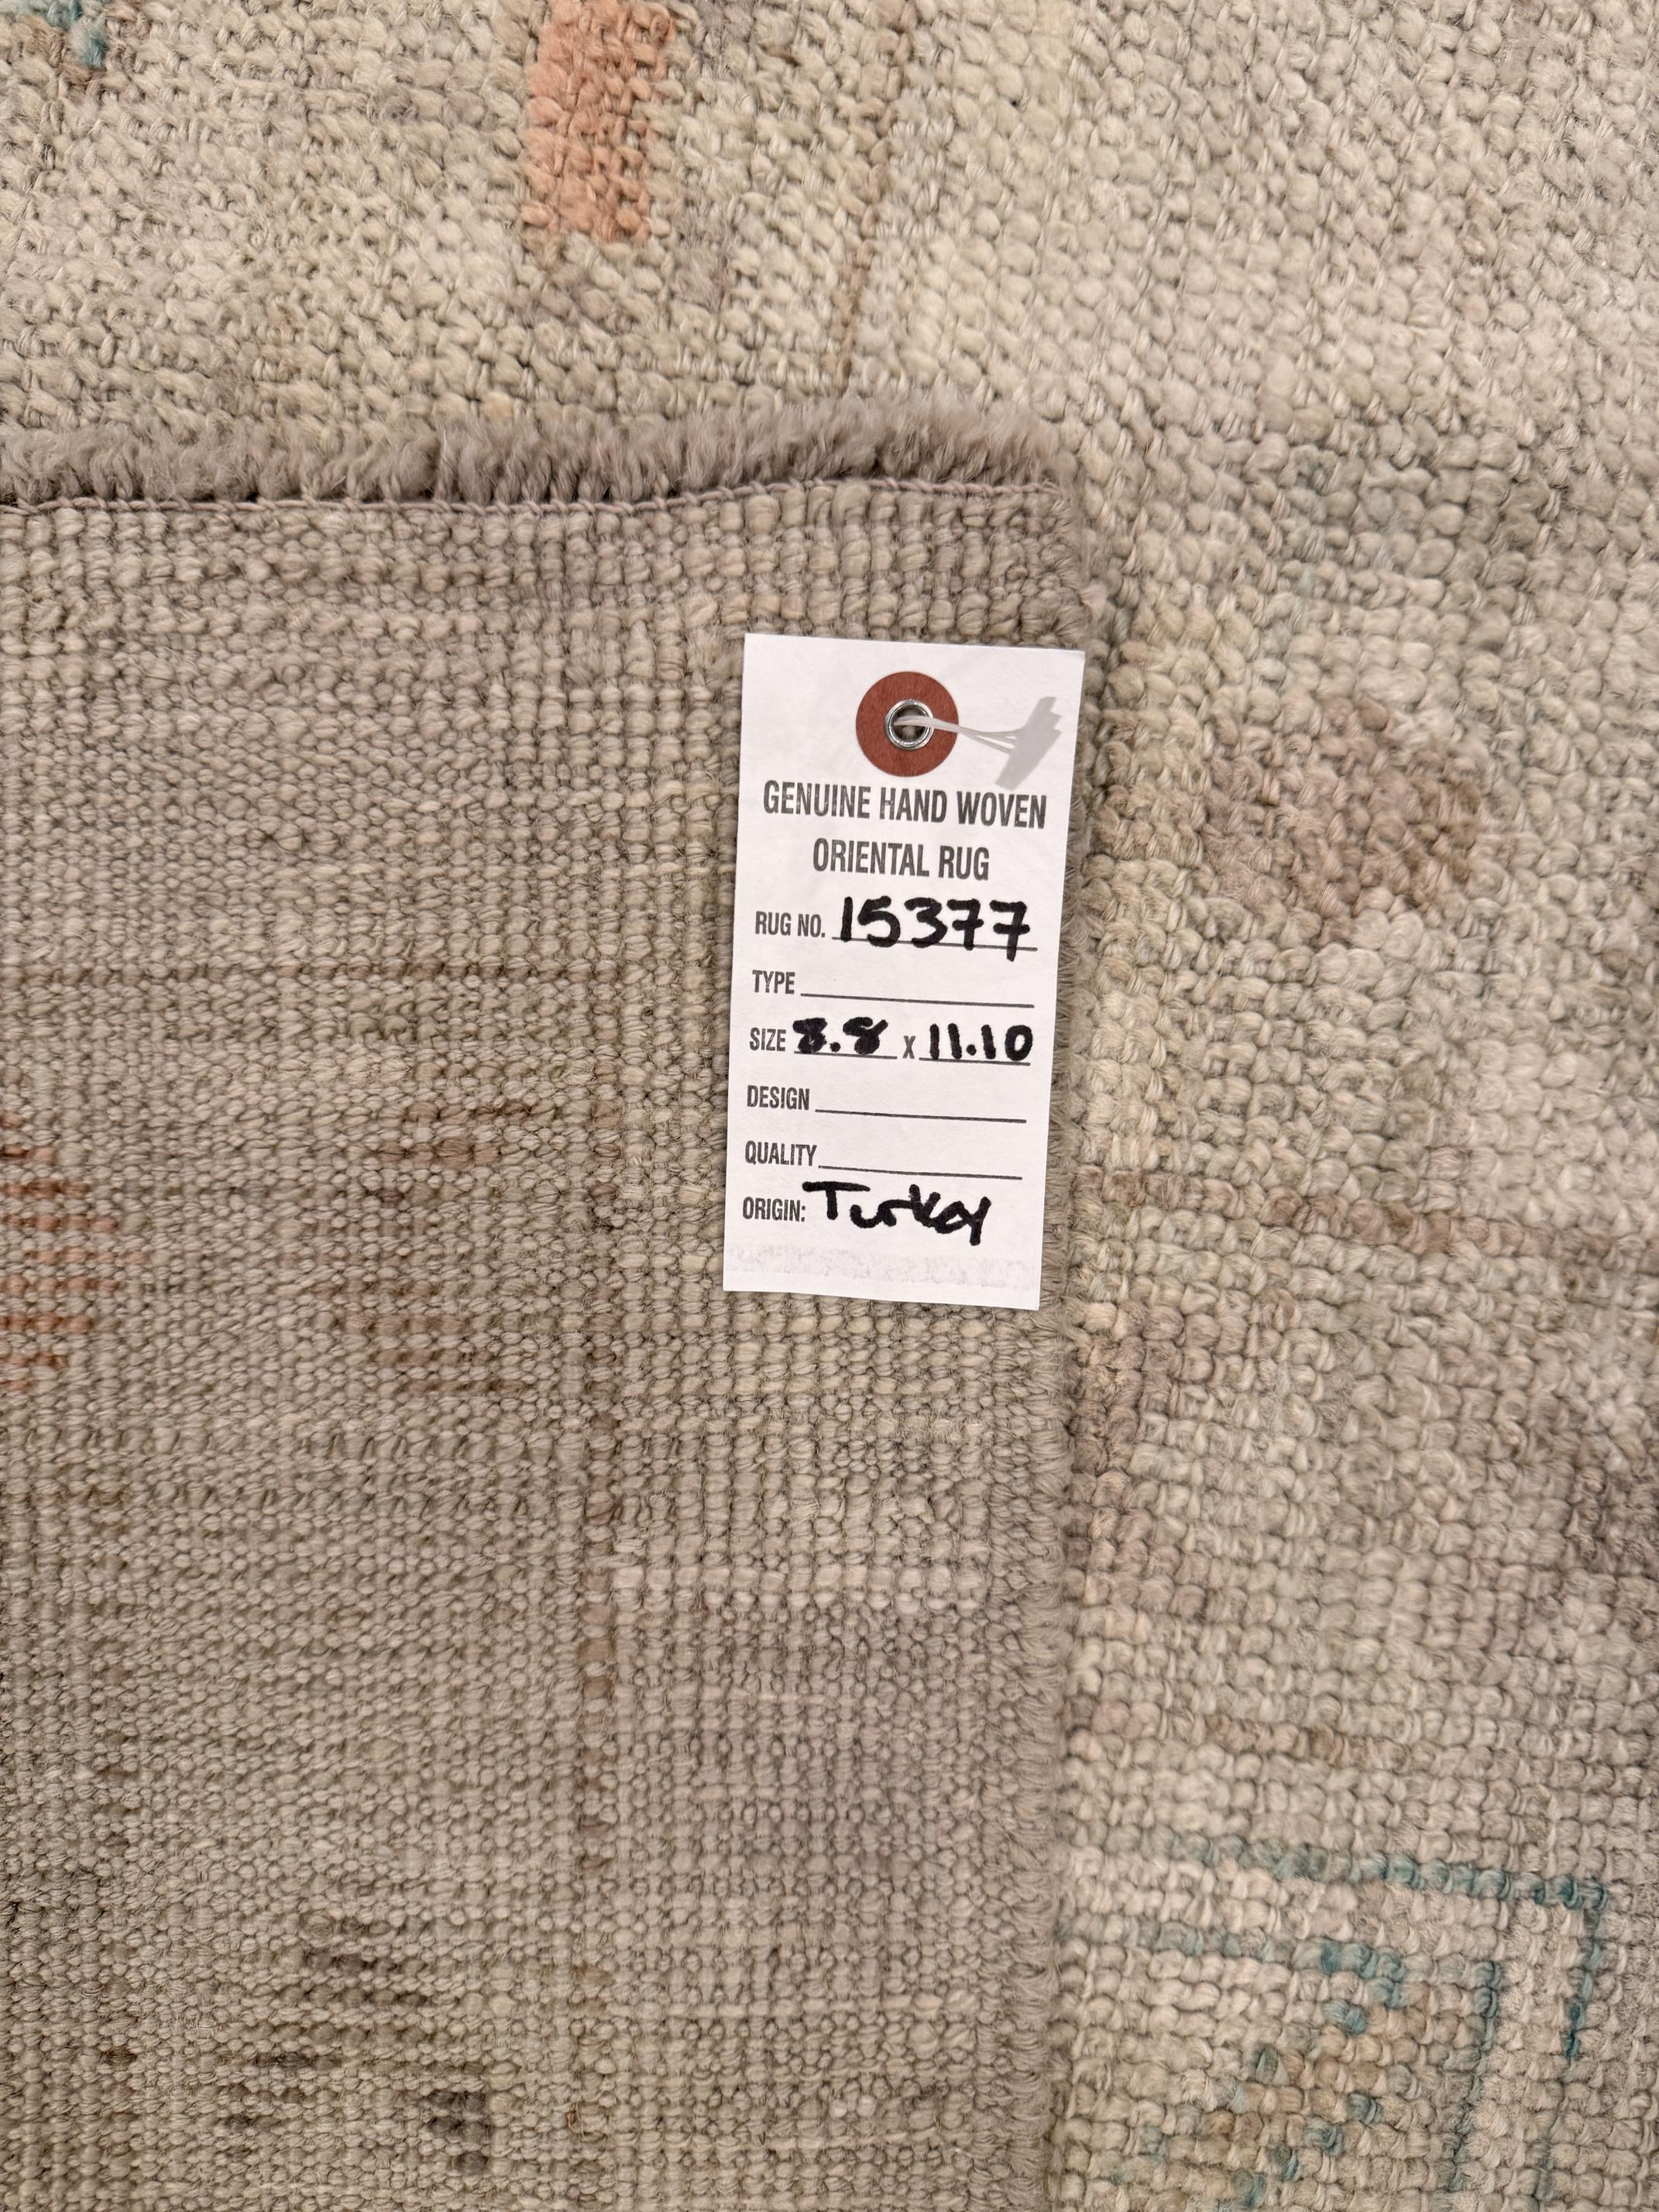 GENUINE HAND WOVEN
ORIENTAL RUG
RUG NO. 15377
TYPE
SIZE 8.8 x 11.10
DESIGN
QUALITY
ORIGIN: Turkey